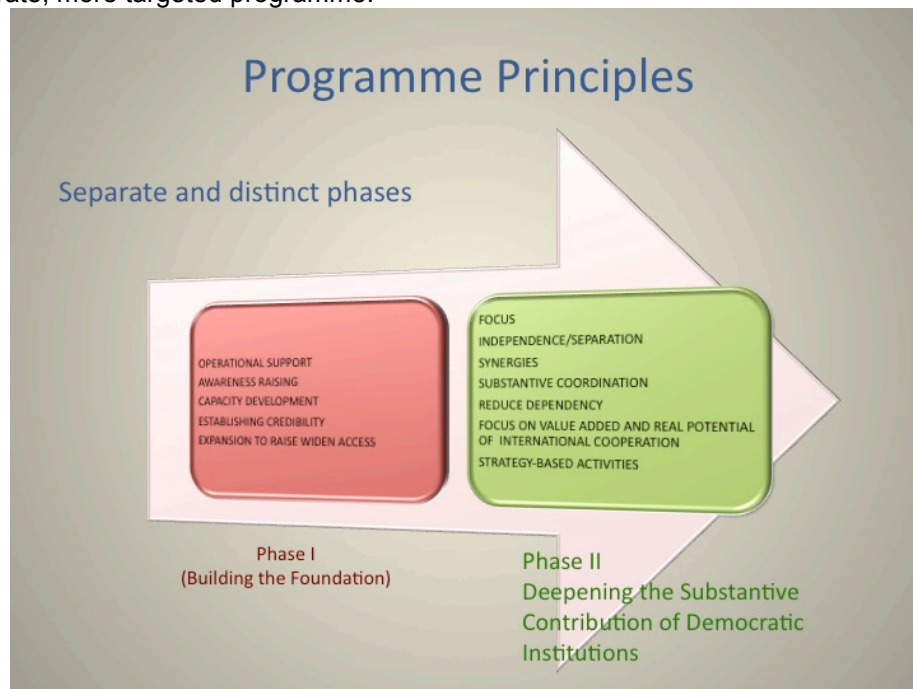 rate, more targeted programme.
Programme Principles
Separate and distinct phases
OPERATIONAL SUPPORT
AWARENESS RAISING
CAPACITY DEVELOPMENT
ESTABLISHING CREDIBILITY
EXPANSION TO RAISE WIDEN ACCESS
FOCUS
INDEPENDENCE/SEPARATION
SYNERGIES
SUBSTANTIVE COORDINATION
REDUCE DEPENDENCY
FOCUS ON VALUE ADDED AND REAL POTENTIAL
OF INTERNATIONAL COOPERATION
STRATEGY-BASED ACTIVITIES
Phase I
(Building the Foundation)
Phase II
Deepening the Substantive
Contribution of Democratic
Institutions